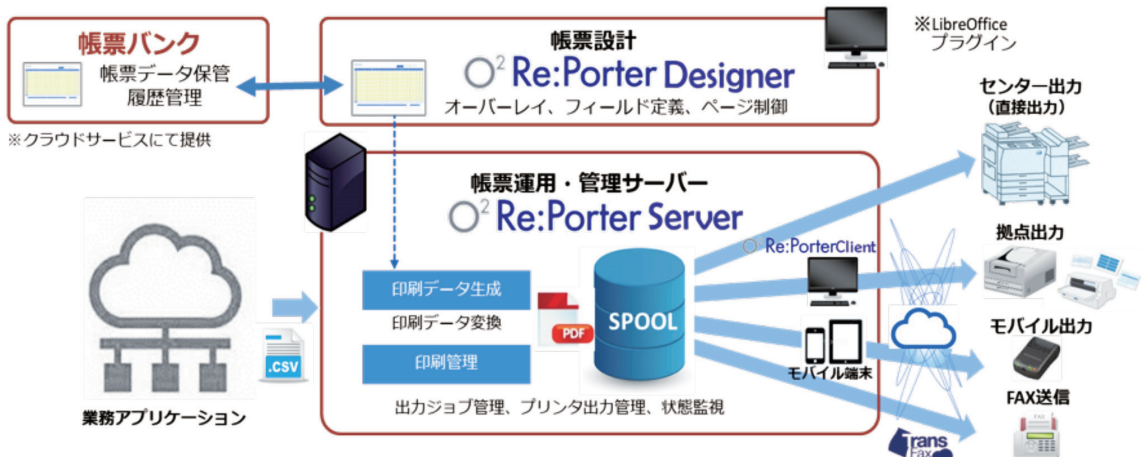 帳票バンク
帳票データ保管
履歴管理
※クラウドサービスにて提供
帳票設計
O² Re:Porter Designer
オーバーレイ、フィールド定義、ページ制御
※LibreOffice
プラグイン
帳票運用・管理サーバー
O² Re:Porter Server
印刷データ生成
印刷データ変換
印刷管理
PDF
SPOOL
出力ジョブ管理、プリンタ出力管理、状態監視
.CSV
業務アプリケーション
Re:PorterClient
モバイル端末
センター出力
（直接出力）
拠点出力
モバイル出力
FAX送信
FAX
Trans
Fax